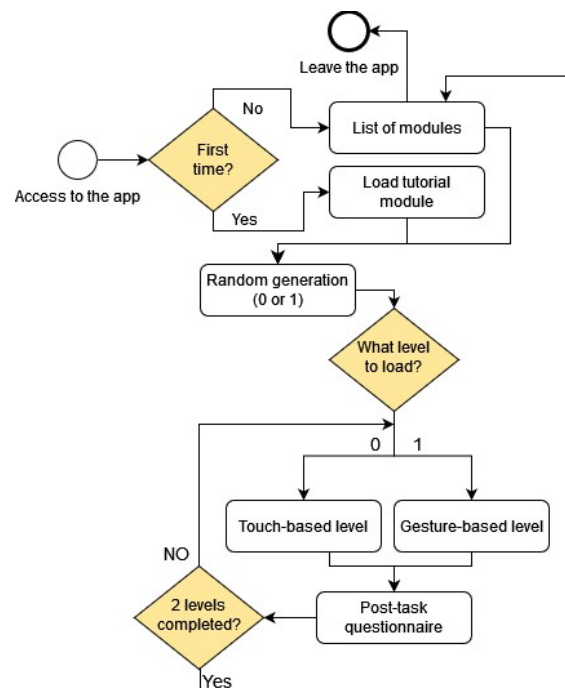 Leave the app
No
List of modules
First
time?
Access to the app
Load tutorial
module
Yes
Random generation
(0 or 1)
What level
to load?
0
1
Touch-based level
Gesture-based level
NO
2 levels
completed?
Post-task
questionnaire
Yes